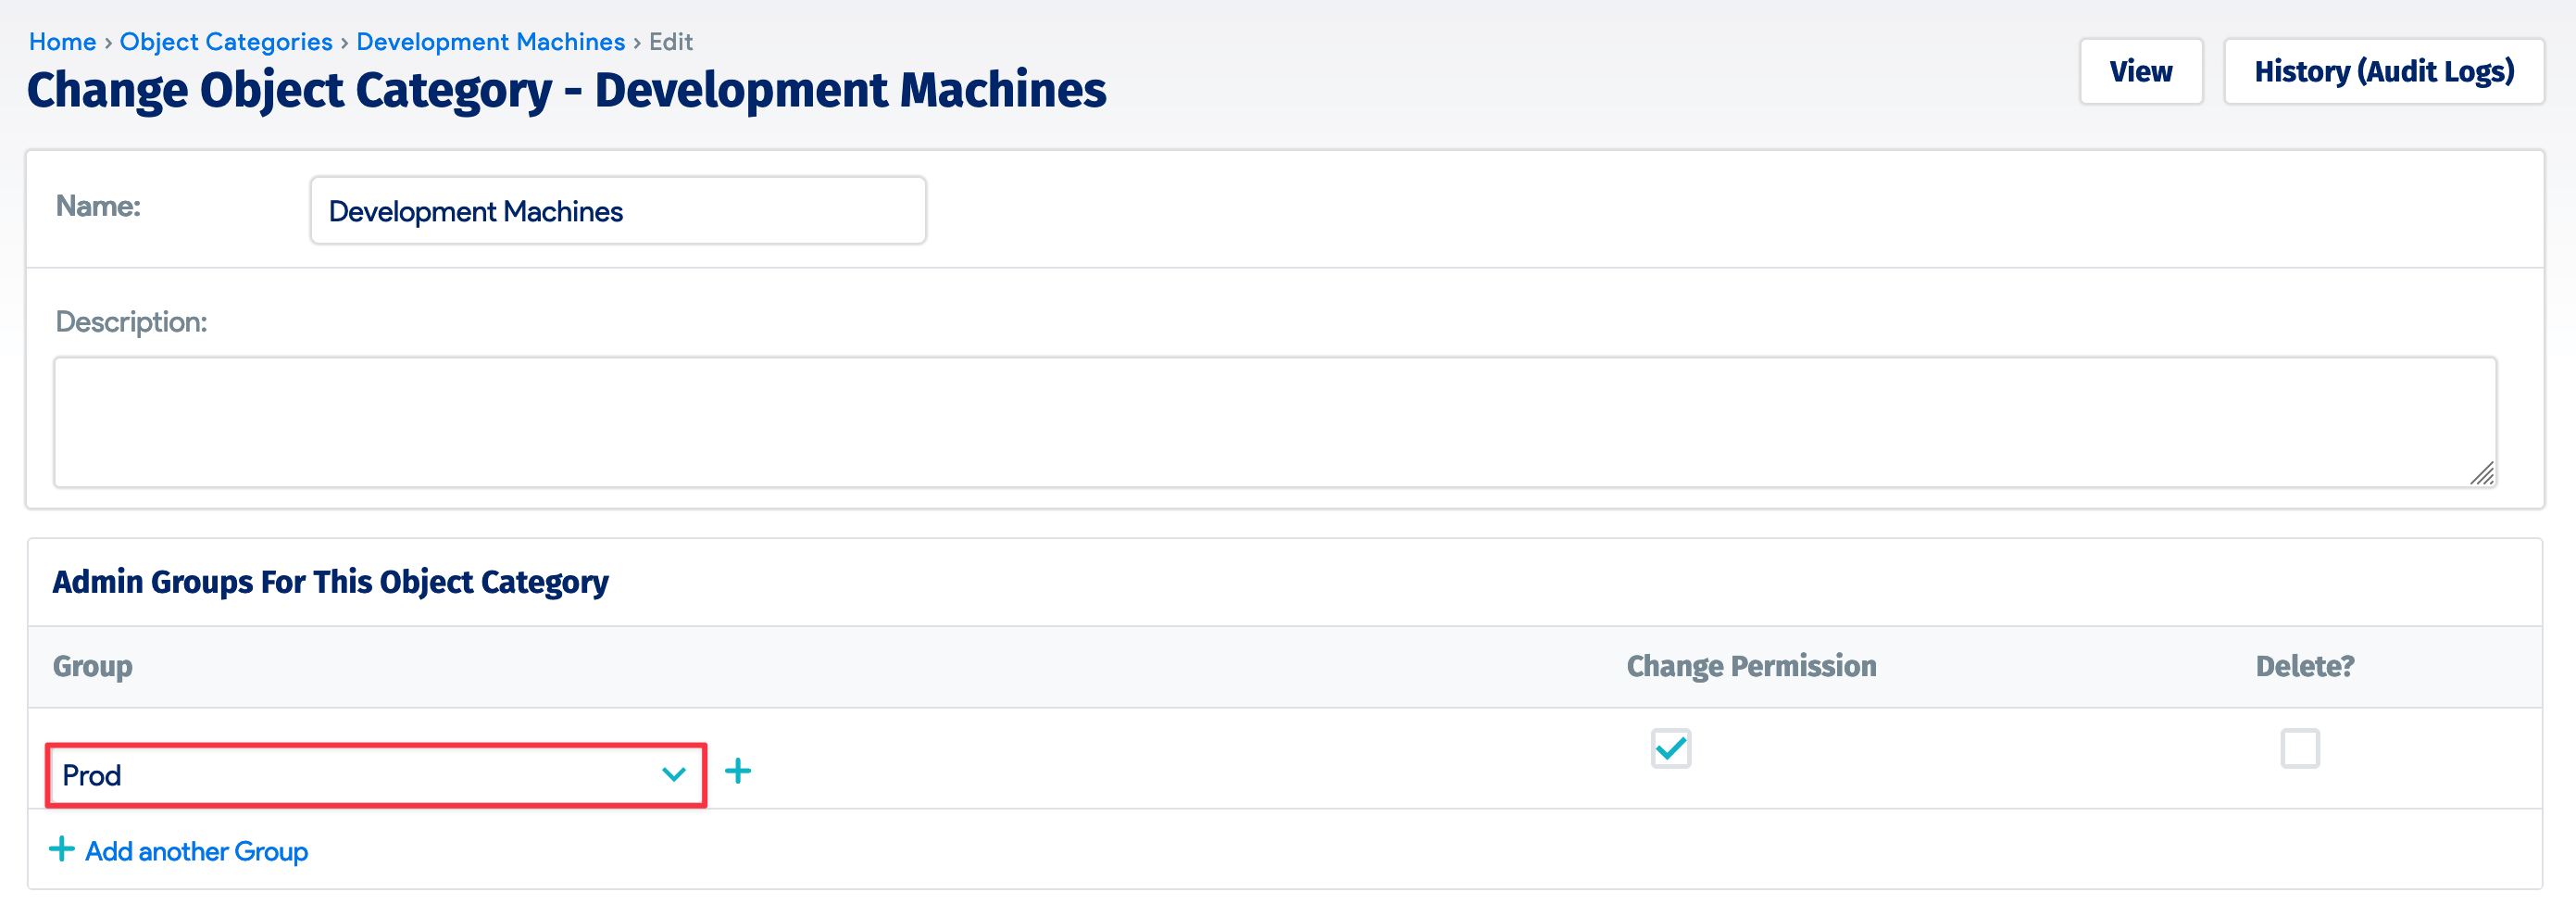 Home › Object Categories › Development Machines › Edit
Change Object Category - Development Machines
View
History (Audit Logs)
Name:
Development Machines
Description:
Admin Groups For This Object Category
Group
Change Permission
Delete?
Prod
Add another Group